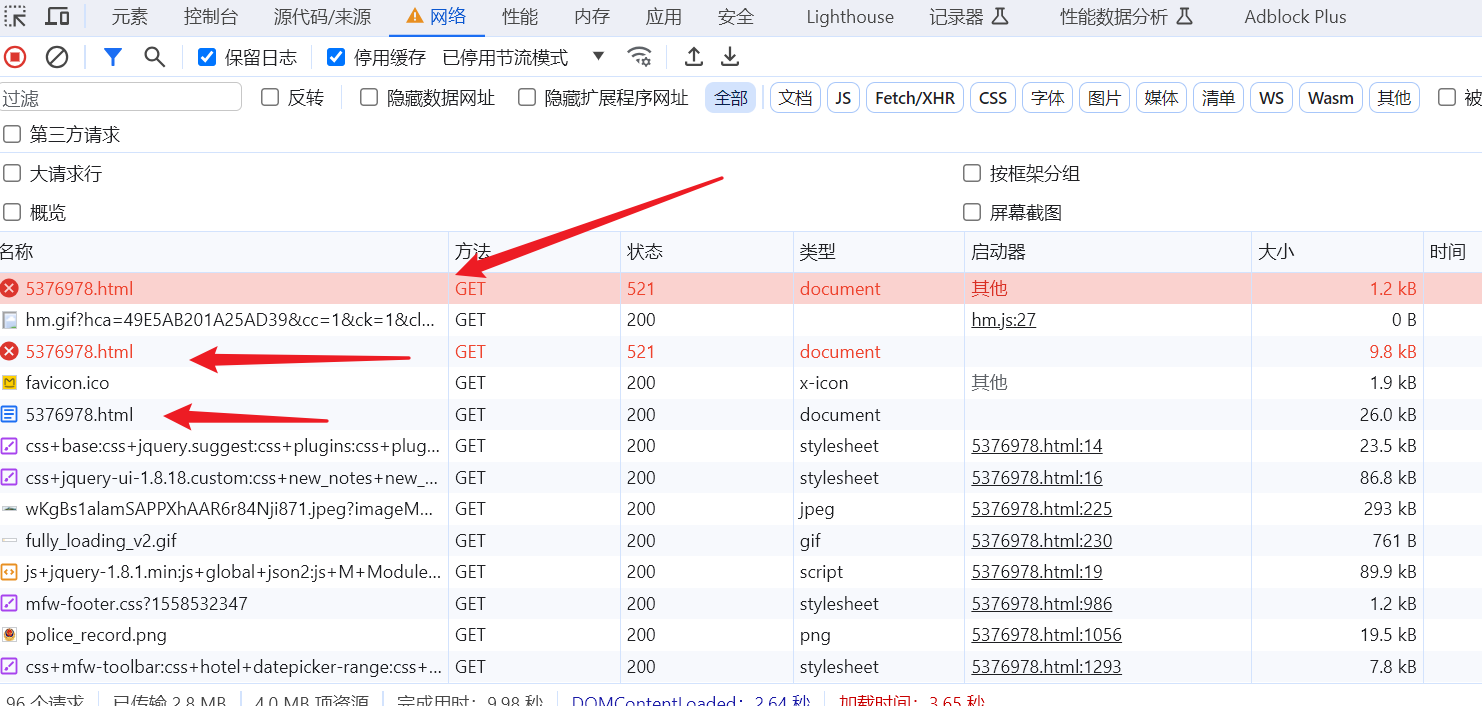 元素 控制台 源代码/来源 网络 性能 内存 应用 安全 Lighthouse 记录器 性能数据分析 Adblock Plus
保留日志 停用缓存 已停用节流模式
过滤 反转 隐藏数据网址 隐藏扩展程序网址 全部 文档 JS Fetch/XHR CSS 字体 图片 媒体 清单 WS Wasm 其他 被
第三方请求
大请求行 按框架分组
概览 屏幕截图
名称 方法 状态 类型 启动器 大小 时间
5376978.html GET 521 document 其他 1.2 kB
hm.gif?hca=49E5AB201A25AD39&cc=1&ck=1&cl... GET 200 hm.js:27 0 B
5376978.html GET 521 document 9.8 kB
favicon.ico GET 200 x-icon 其他 1.9 kB
5376978.html GET 200 document 26.0 kB
css+base:css+jquery.suggest:css+plugins:css+plug... GET 200 stylesheet 5376978.html:14 23.5 kB
css+jquery-ui-1.8.18.custom:css+new_notes+new_... GET 200 stylesheet 5376978.html:16 86.8 kB
wKgBs1alamSAPPXhAAR6r84Nji871.jpeg?imageM... GET 200 jpeg 5376978.html:225 293 kB
fully_loading_v2.gif GET 200 gif 5376978.html:230 761 B
js+jquery-1.8.1.min:js+global+json2:js+M+Module... GET 200 script 5376978.html:19 89.9 kB
mfw-footer.css?1558532347 GET 200 stylesheet 5376978.html:986 1.2 kB
police_record.png GET 200 png 5376978.html:1056 19.5 kB
css+mfw-toolbar:css+hotel+datepicker-range:css+... GET 200 stylesheet 5376978.html:1293 7.8 kB
96 个请求 已传输 2.8 MB 4.0 MB 项资源 完成用时：9.98 秒 DOMContentLoaded：2.64 秒 加载时间：3.65 秒